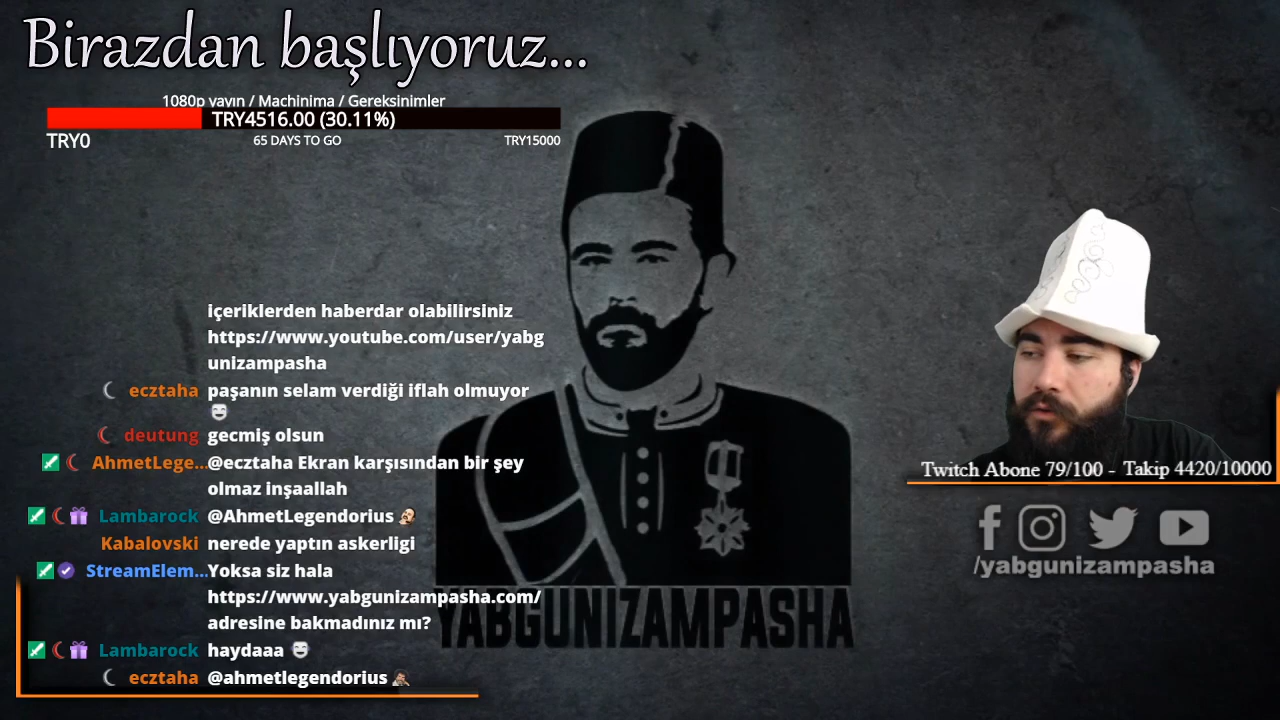 Birazdan başlıyoruz...
1080p yayın / Machinima / Gereksinimler
TRY4516.00 (30.11%)
TRY0
65 DAYS TO GO
TRY15000
içeriklerden haberdar olabilirsiniz
https://www.youtube.com/user/yabg
unizampasha
ecztaha paşanın selam verdiği iflah olmuyor
deutung gecmiş olsun
AhmetLege... @ecztaha Ekran karşısından bir şey
olmaz inşaallah
Lambarock @AhmetLegendorius
Kabalovski nerede yaptın askerligi
StreamElem... Yoksa siz hala
https://www.yabgunizampasha.com/
adresine bakmadınız mı?
Lambarock haydaaa
ecztaha @ahmetlegendorius
YABGUNIZAMPASHA
Twitch Abone 79/100 - Takip 4420/10000
/yabgunizampasha